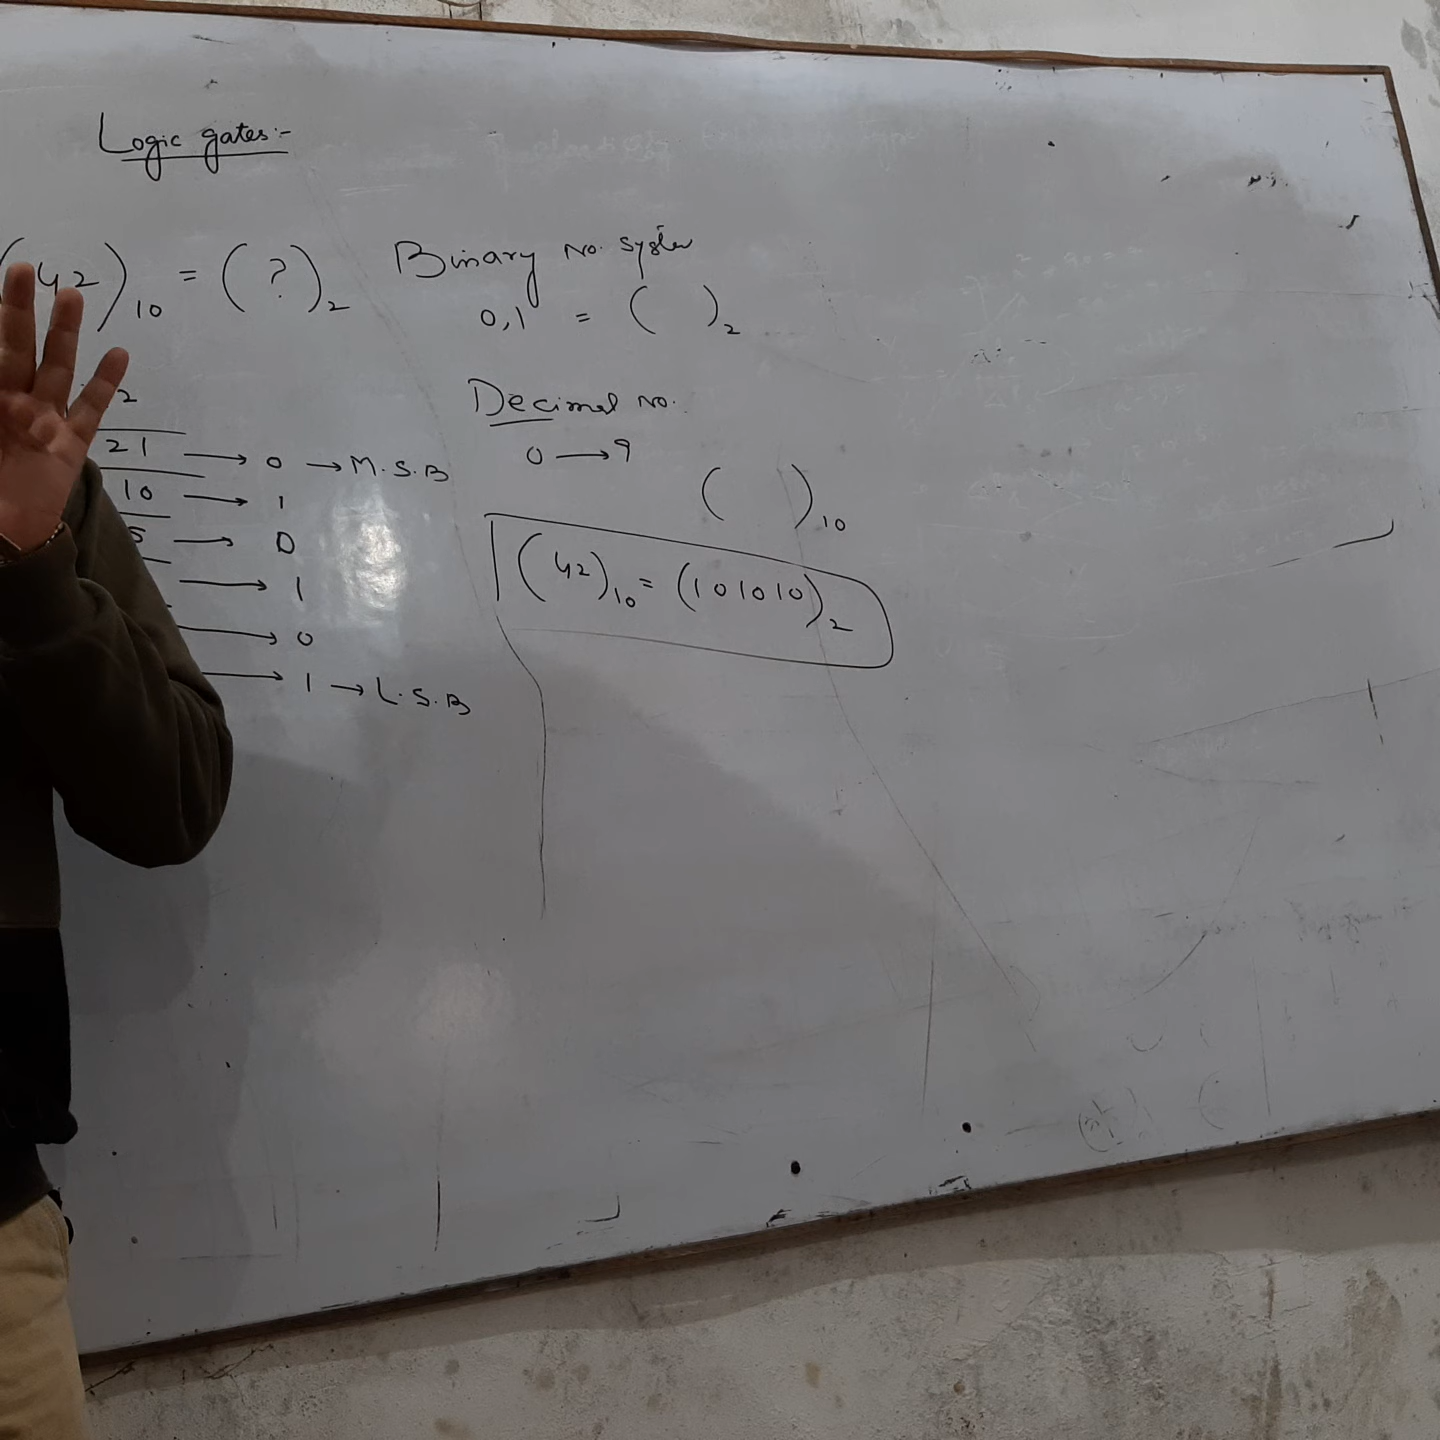 Logic gates:-
(42)10 = (?)2
Binary No. system
0,1 = ( )2
2
21 → 0 → M.S.B
10 → 1
5 → 0
→ 1
→ 0
→ 1 → L.S.B
Decimal No.
0 → 9
( )10
(42)10 = (101010)2